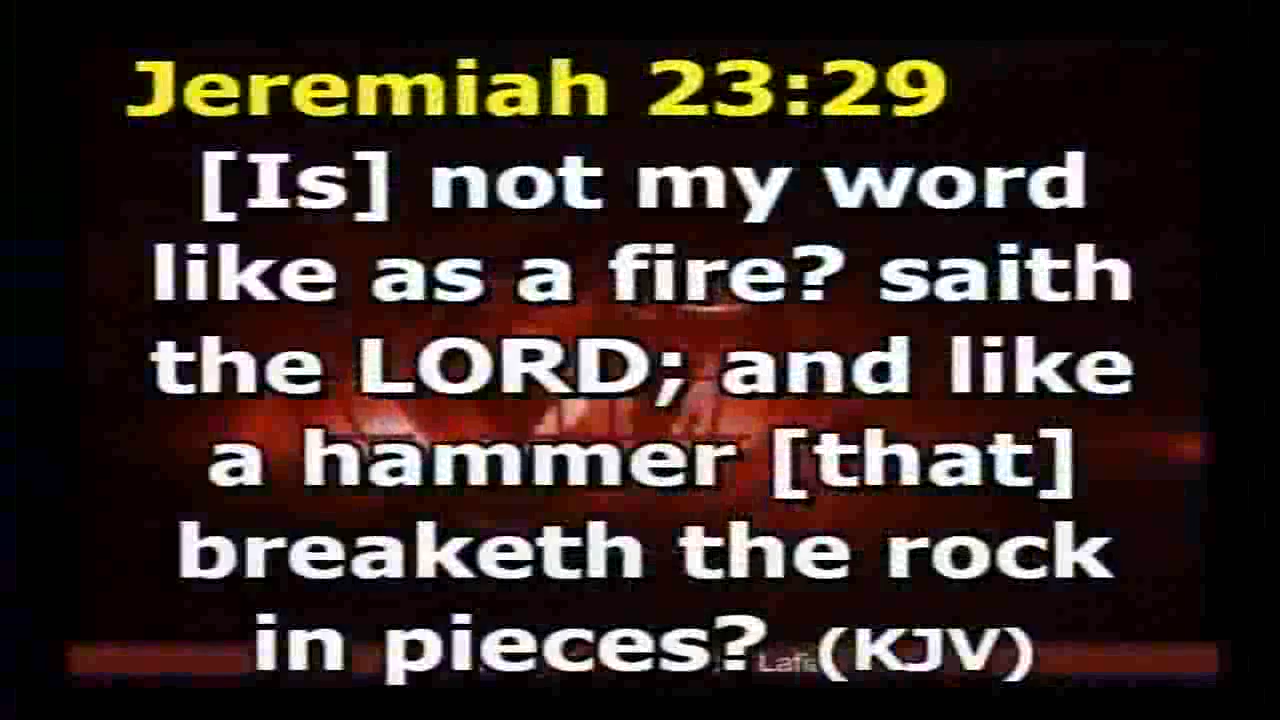 Jeremiah 23:29
[Is] not my word
like as a fire? saith
the LORD; and like
a hammer [that]
breaketh the rock
in pieces? (KJV)